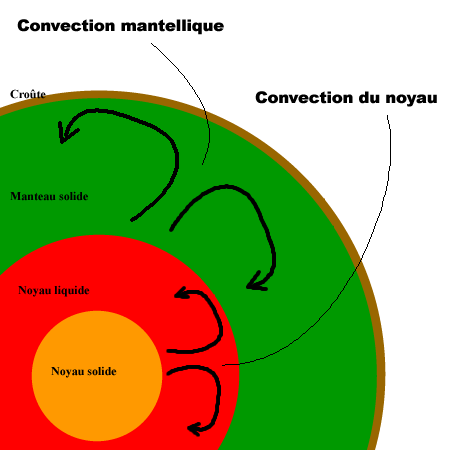 Convection mantellique
Croûte
Convection du noyau
Manteau solide
Noyau liquide
Noyau solide